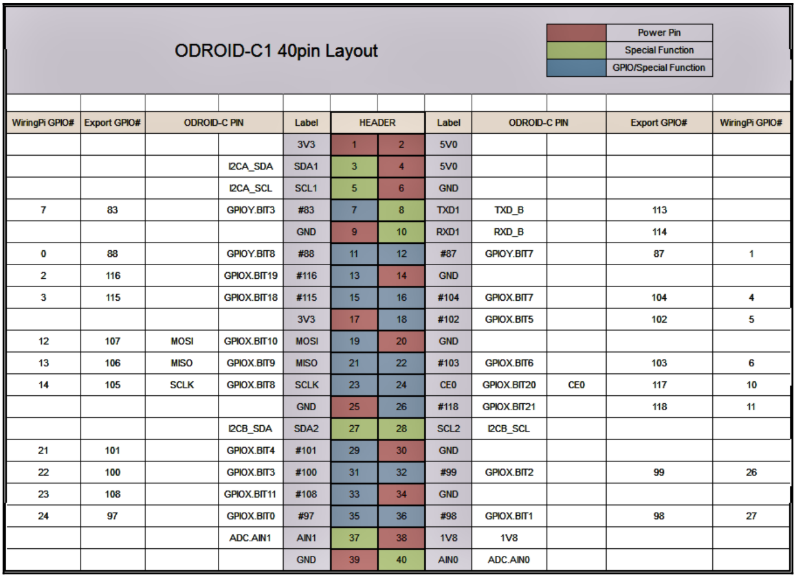 ODROID-C1 40pin Layout
Power Pin
Special Function
GPIO/Special Function
WiringPi GPIO# Export GPIO# ODROID-C PIN Label HEADER Label ODROID-C PIN Export GPIO# WiringPi GPIO#
3V3 1 2 5V0
I2CA_SDA SDA1 3 4 5V0
I2CA_SCL SCL1 5 6 GND
7 83 GPIOY.BIT3 #83 7 8 TXD1 TXD_B 113
GND 9 10 RXD1 RXD_B 114
0 88 GPIOY.BIT8 #88 11 12 #87 GPIOY.BIT7 87 1
2 116 GPIOX.BIT19 #116 13 14 GND
3 115 GPIOX.BIT18 #115 15 16 #104 GPIOX.BIT7 104 4
3V3 17 18 #102 GPIOX.BIT5 102 5
12 107 MOSI GPIOX.BIT10 MOSI 19 20 GND
13 106 MISO GPIOX.BIT9 MISO 21 22 #103 GPIOX.BIT6 103 6
14 105 SCLK GPIOX.BIT8 SCLK 23 24 CE0 GPIOX.BIT20 CE0 117 10
GND 25 26 #118 GPIOX.BIT21 118 11
I2CB_SDA SDA2 27 28 SCL2 I2CB_SCL
21 101 GPIOX.BIT4 #101 29 30 GND
22 100 GPIOX.BIT3 #100 31 32 #99 GPIOX.BIT2 99 26
23 108 GPIOX.BIT11 #108 33 34 GND
24 97 GPIOX.BIT0 #97 35 36 #98 GPIOX.BIT1 98 27
ADC.AIN1 AIN1 37 38 1V8 1V8
GND 39 40 AIN0 ADC.AIN0